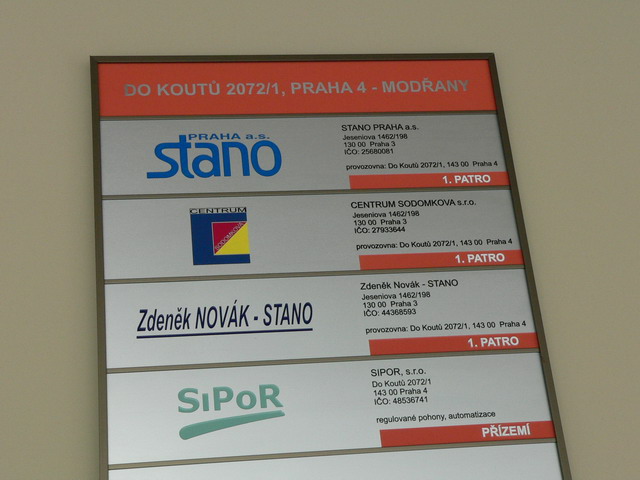 DO KOUTŮ 2072/1, PRAHA 4 - MODŘANY
PRAHA a.s.
stano
STANO PRAHA a.s.
Jeseniova 1462/198
130 00 Praha 3
IČO: 25680081
provozovna: Do Koutů 2072/1, 143 00 Praha 4
1. PATRO
CENTRUM
SODOMKOVA
CENTRUM SODOMKOVA s.r.o.
Jeseniova 1462/198
130 00 Praha 3
IČO: 27933644
provozovna: Do Koutů 2072/1, 143 00 Praha 4
1. PATRO
Zdeněk NOVÁK - STANO
Zdeněk Novák - STANO
Jeseniova 1462/198
130 00 Praha 3
IČO: 44368593
provozovna: Do Koutů 2072/1, 143 00 Praha 4
1. PATRO
SIPOR
SIPOR, s.r.o.
Do Koutů 2072/1
143 00 Praha 4
IČO: 48536741
regulované pohony, automatizace
PŘÍZEMÍ